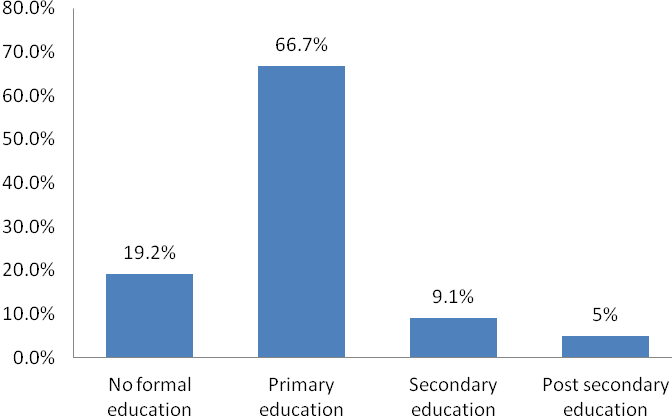 80.0%
70.0%
60.0%
50.0%
40.0%
30.0%
20.0%
10.0%
0.0%
19.2%
66.7%
9.1%
5%
No formal
education
Primary
education
Secondary
education
Post secondary
education